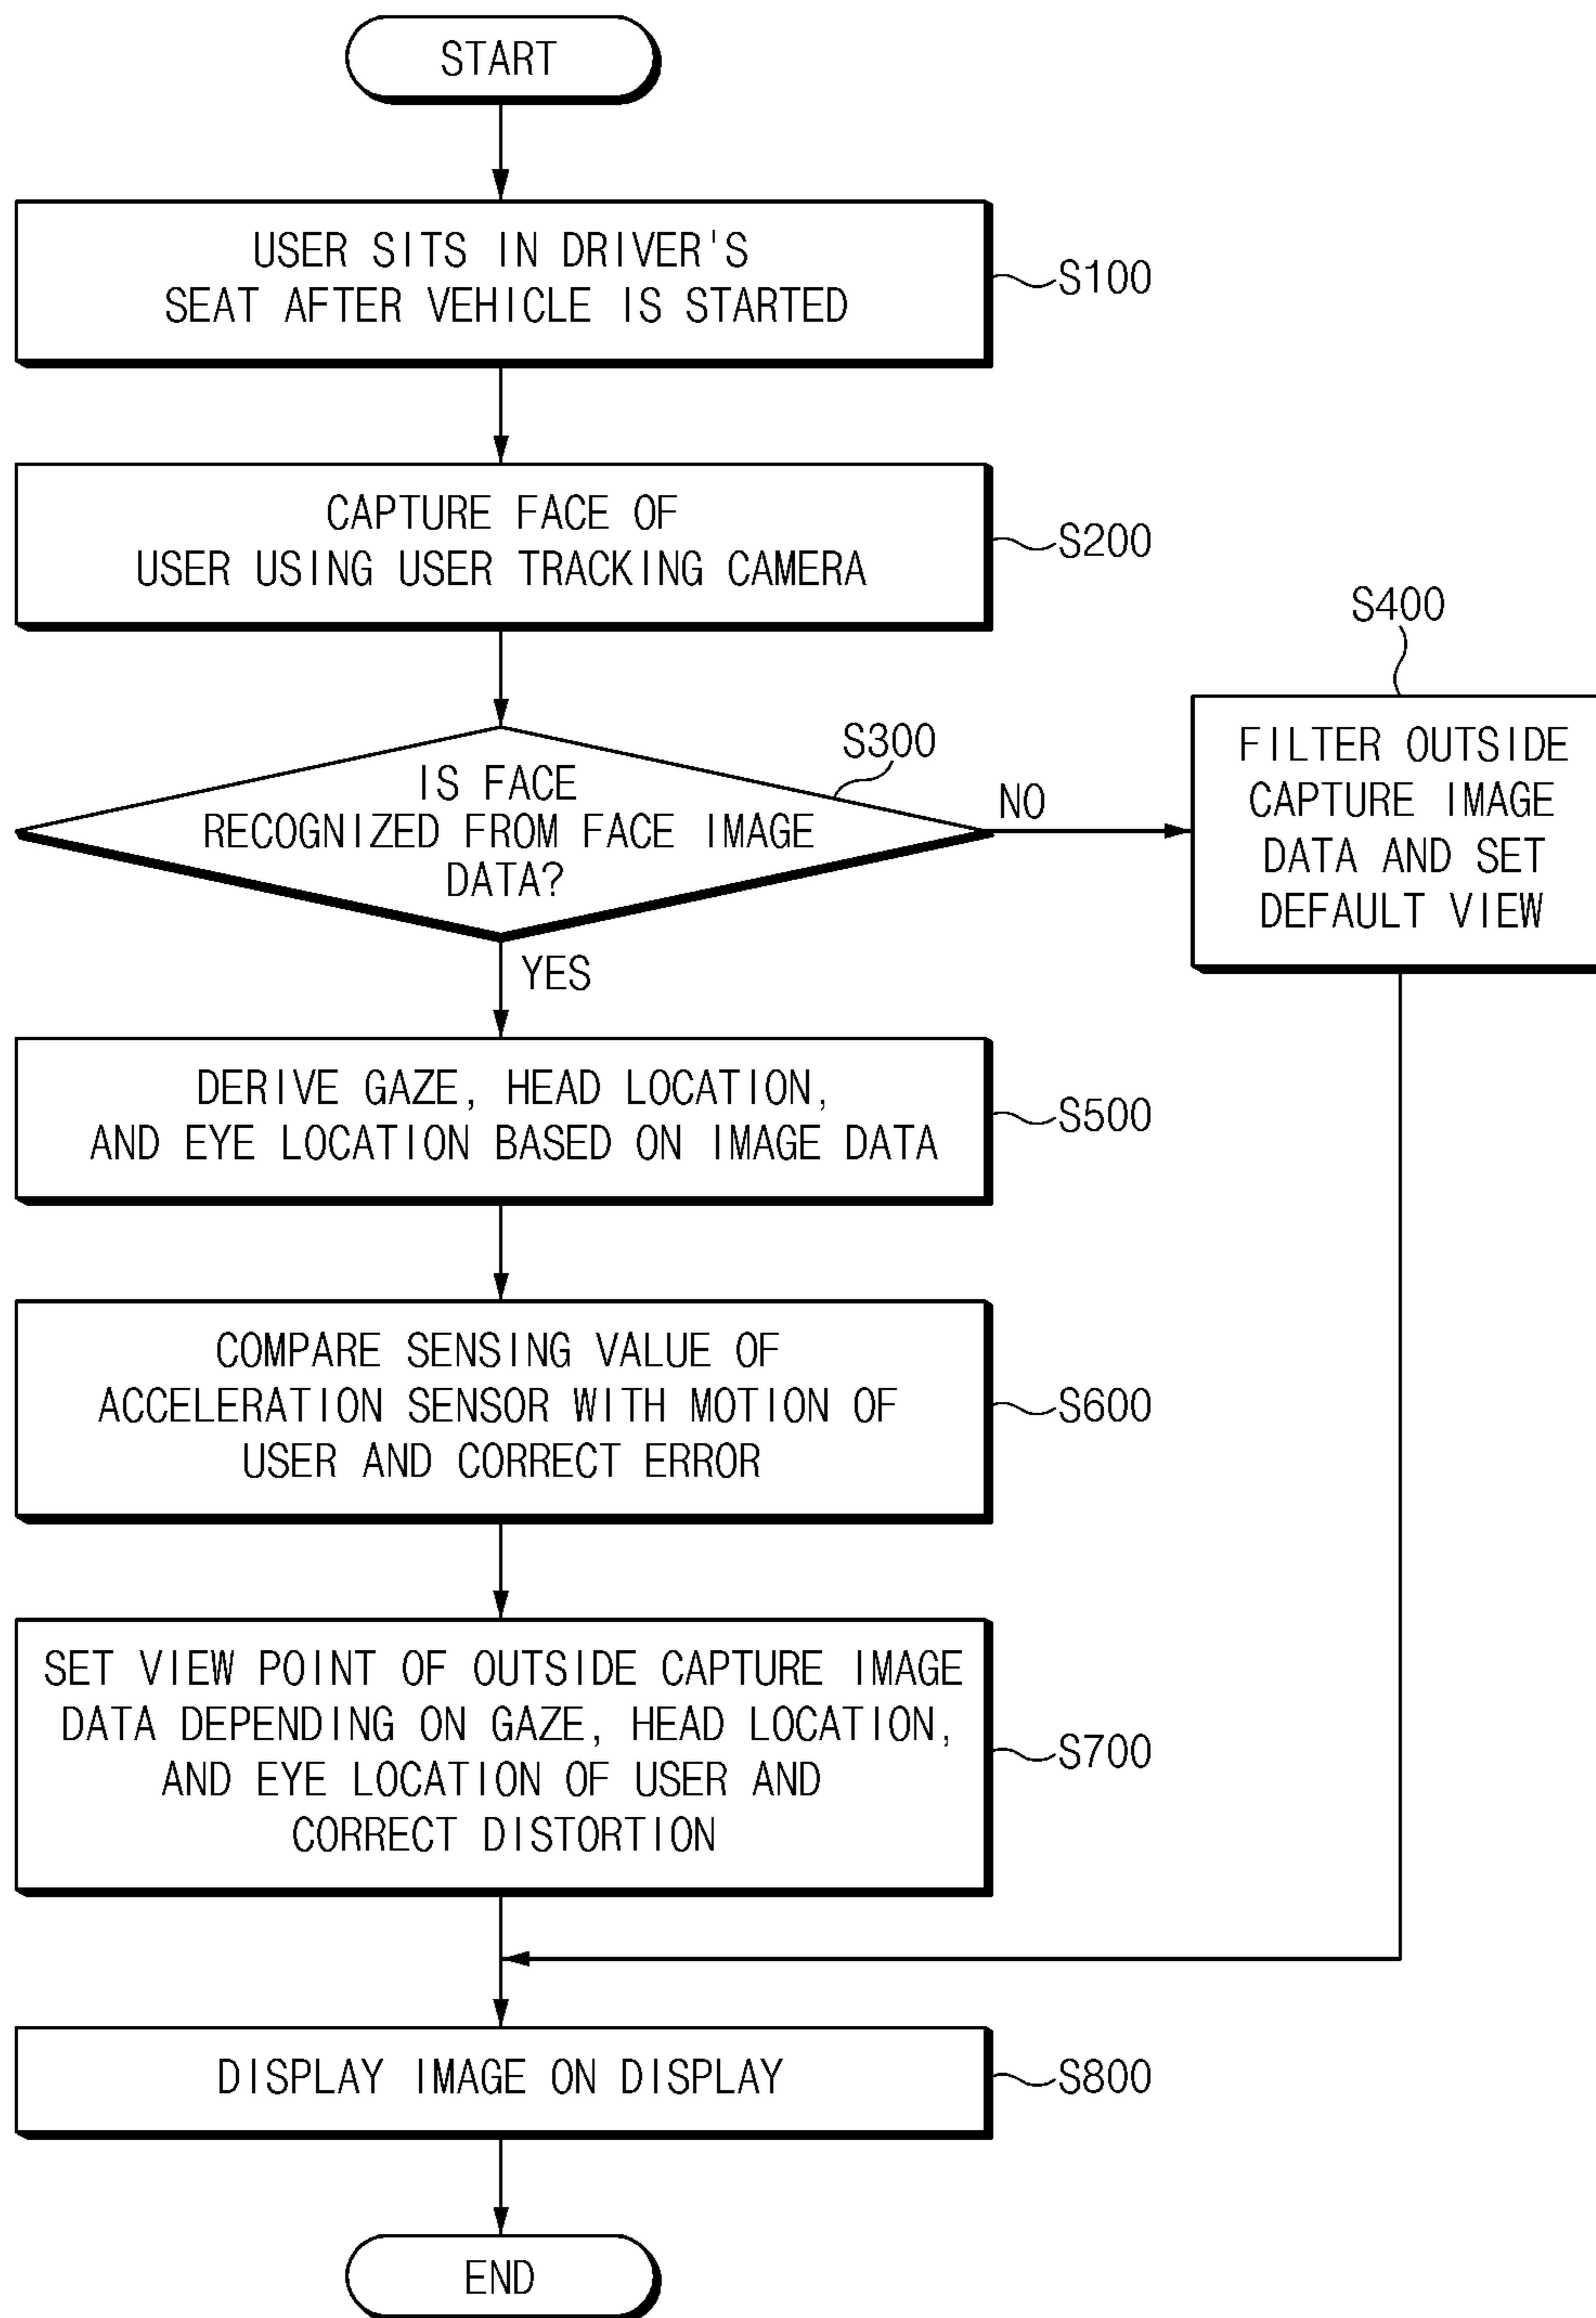 START
USER SITS IN DRIVER'S
SEAT AFTER VEHICLE IS STARTED
S100
CAPTURE FACE OF
USER USING USER TRACKING CAMERA
S200
IS FACE
RECOGNIZED FROM FACE IMAGE
DATA?
S300
NO
S400
FILTER OUTSIDE
CAPTURE IMAGE
DATA AND SET
DEFAULT VIEW
YES
DERIVE GAZE, HEAD LOCATION,
AND EYE LOCATION BASED ON IMAGE DATA
S500
COMPARE SENSING VALUE OF
ACCELERATION SENSOR WITH MOTION OF
USER AND CORRECT ERROR
S600
SET VIEW POINT OF OUTSIDE CAPTURE IMAGE
DATA DEPENDING ON GAZE, HEAD LOCATION,
AND EYE LOCATION OF USER AND
CORRECT DISTORTION
S700
DISPLAY IMAGE ON DISPLAY
S800
END